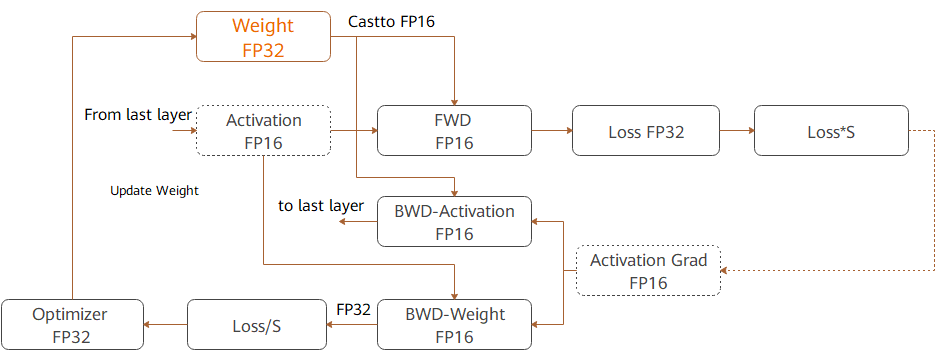 Weight
FP32
Castto FP16
From last layer
Activation
FP16
FWD
FP16
Loss FP32
Loss*S
Update Weight
to last layer
BWD-Activation
FP16
Activation Grad
FP16
Optimizer
FP32
Loss/S
FP32
BWD-Weight
FP16